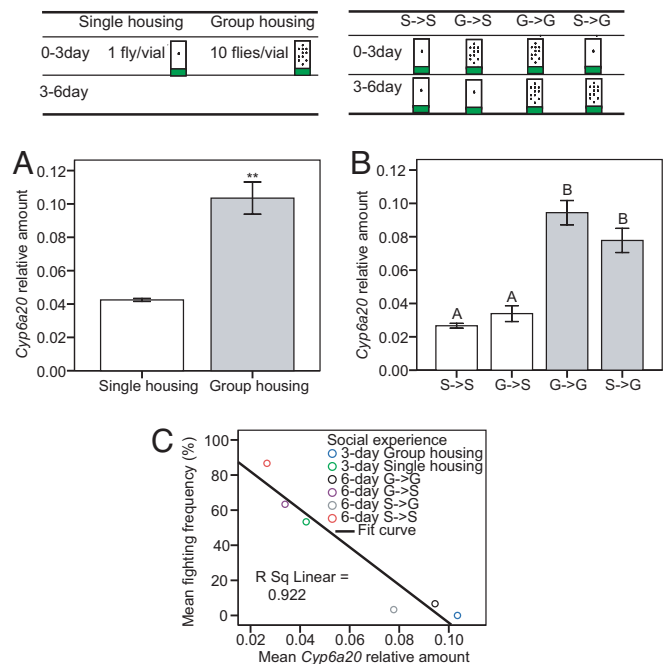 Single housing Group housing
0-3day 1 fly/vial 10 flies/vial
3-6day
S->S G->S G->G S->G
0-3day
3-6day
A
Cyp6a20 relative amount
0.12
0.10
0.08
0.06
0.04
0.02
0.00
**
Single housing Group housing
B
Cyp6a20 relative amount
0.12
0.10
0.08
0.06
0.04
0.02
0.00
A A B B
S->S G->S G->G S->G
C
Mean fighting frequency (%)
100
80
60
40
20
0
Social experience
3-day Group housing
3-day Single housing
6-day G->G
6-day G->S
6-day S->G
6-day S->S
Fit curve
R Sq Linear =
0.922
0.02 0.04 0.06 0.08 0.10
Mean Cyp6a20 relative amount